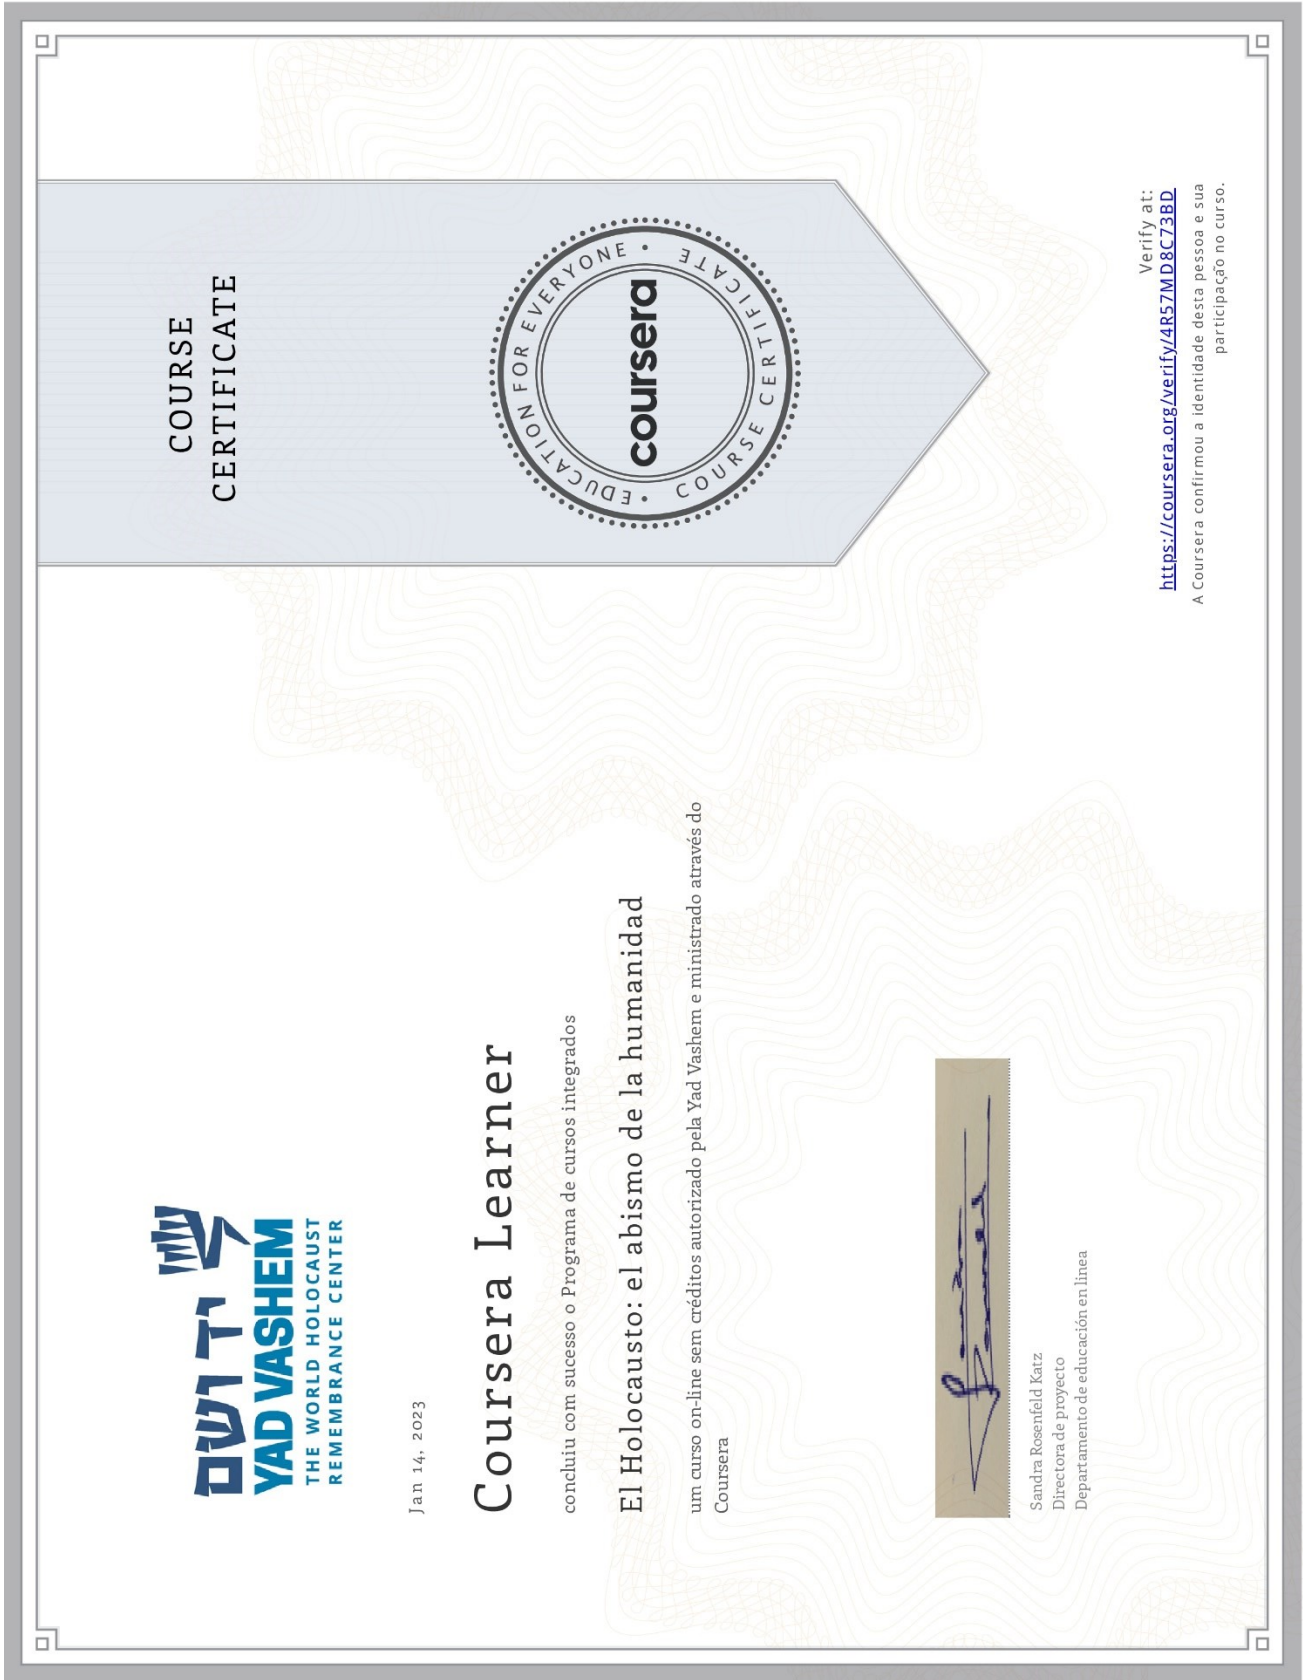 יד ושם
YAD VASHEM
THE WORLD HOLOCAUST
REMEMBRANCE CENTER
Jan 14, 2023
Coursera Learner
concluiu com sucesso o Programa de cursos integrados
El Holocausto: el abismo de la humanidad
um curso on-line sem créditos autorizado pela Yad Vashem e ministrado através do
Coursera
Sandra Rosenfeld Katz
Directora de proyecto
Departamento de educación en linea
COURSE
CERTIFICATE
EDUCATION FOR EVERYONE
coursera
COURSE CERTIFICATE
Verify at:
https://coursera.org/verify/4R57MD8C73BD
A Coursera confirmou a identidade desta pessoa e sua
participação no curso.